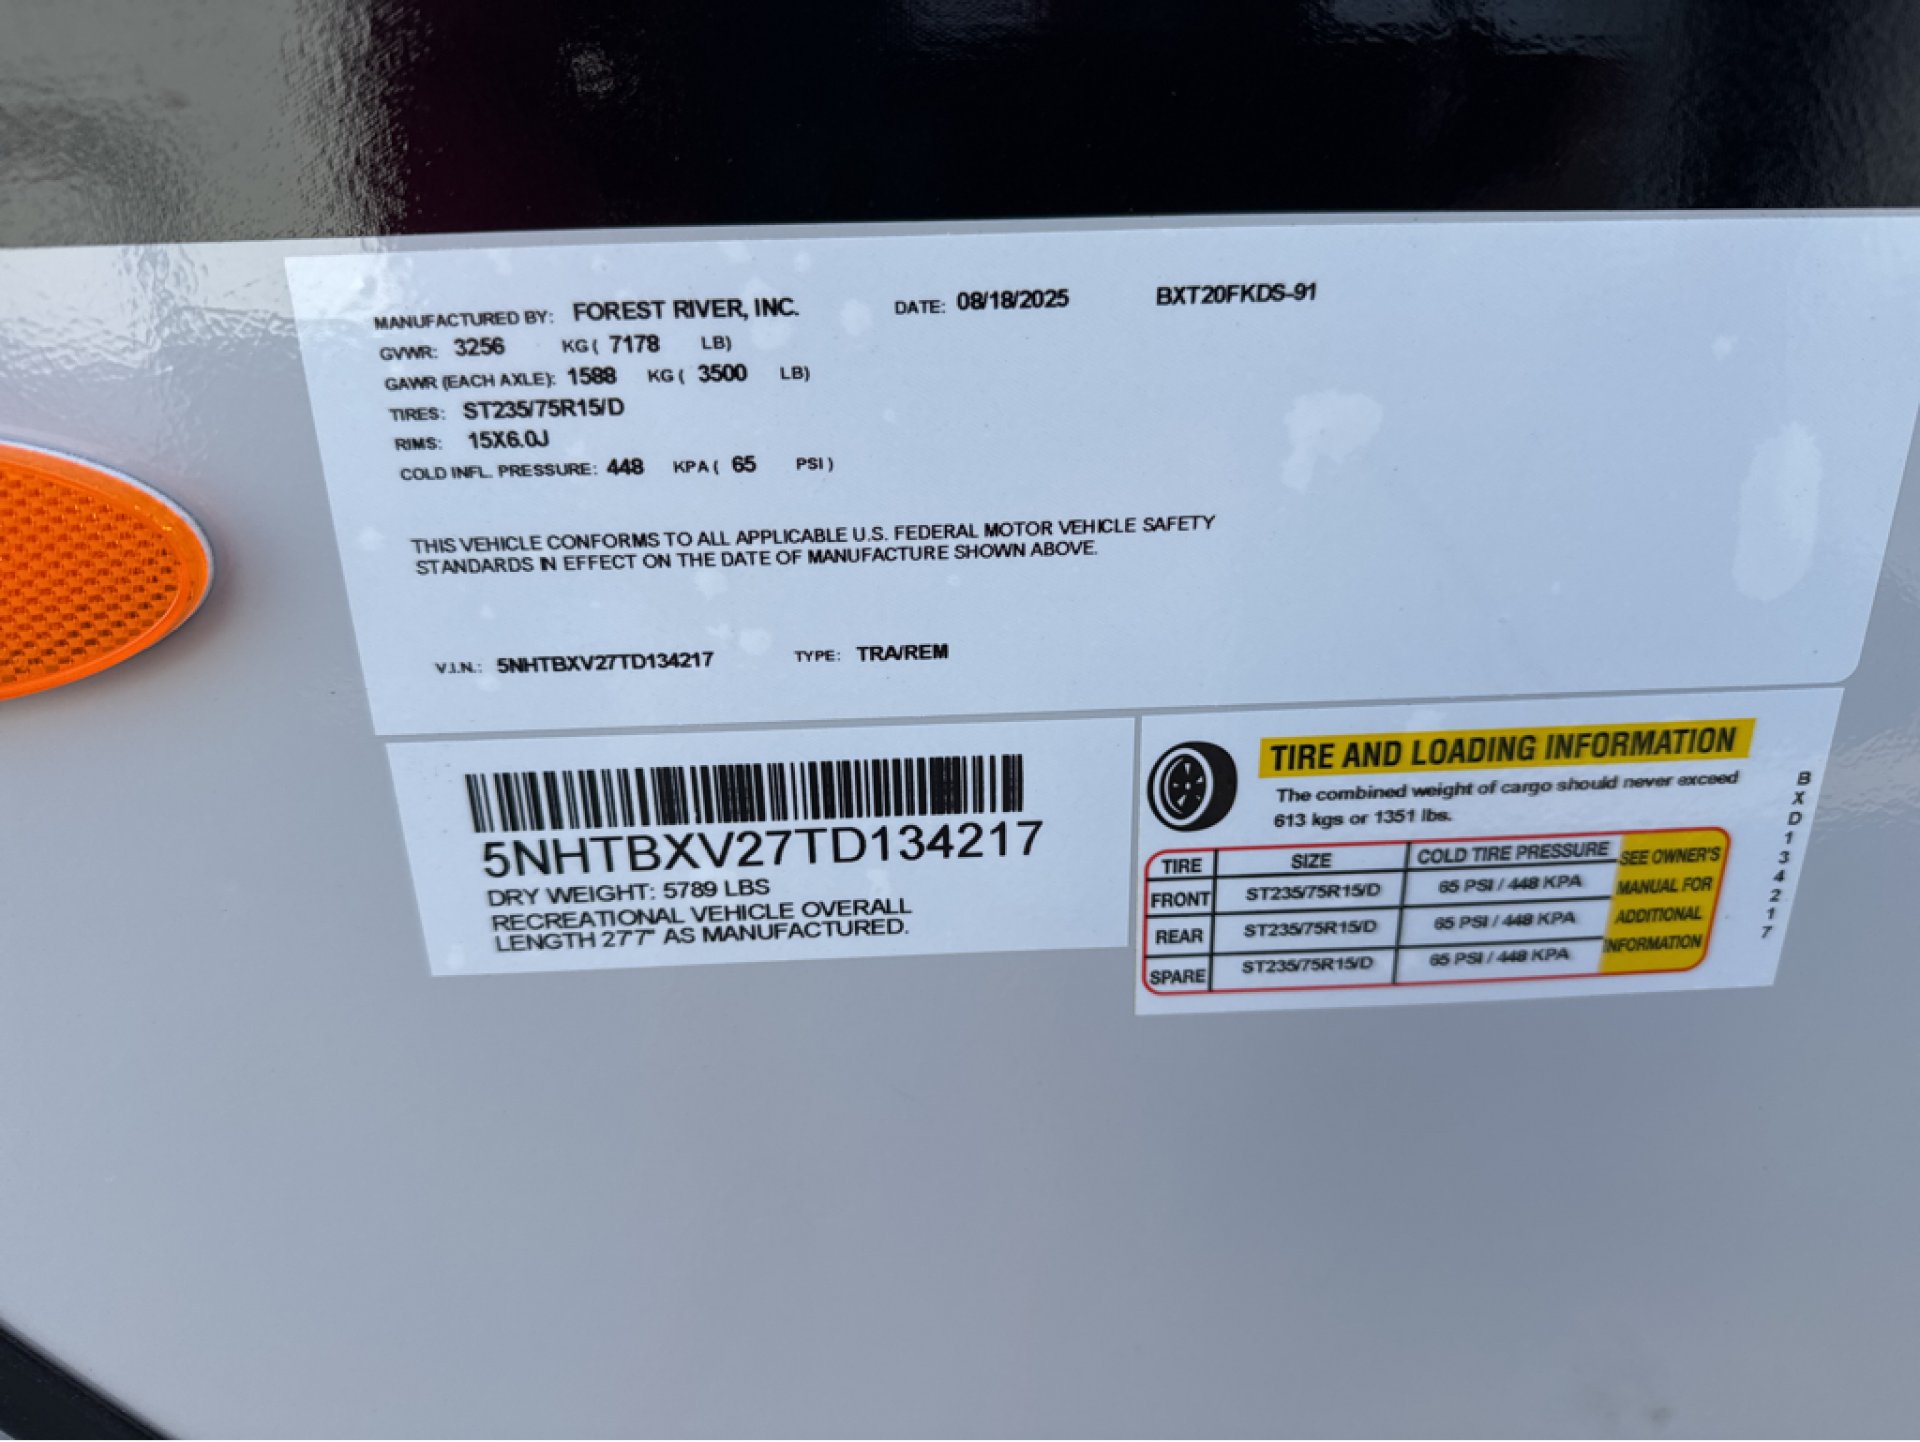 MANUFACTURED BY: FOREST RIVER, INC. DATE: 08/18/2025 BXT20FKDS-91
GVWR: 3256 KG ( 7178 LB)
GAWR (EACH AXLE): 1588 KG ( 3500 LB)
TIRES: ST235/75R15/D
RIMS: 15X6.0J
COLD INFL. PRESSURE: 448 KPA ( 65 PSI )
THIS VEHICLE CONFORMS TO ALL APPLICABLE U.S. FEDERAL MOTOR VEHICLE SAFETY
STANDARDS IN EFFECT ON THE DATE OF MANUFACTURE SHOWN ABOVE.
V.I.N.: 5NHTBXV27TD134217 TYPE: TRA/REM
5NHTBXV27TD134217
DRY WEIGHT: 5789 LBS
RECREATIONAL VEHICLE OVERALL
LENGTH 27'7" AS MANUFACTURED.
TIRE AND LOADING INFORMATION
The combined weight of cargo should never exceed
613 kgs or 1351 lbs.
TIRE SIZE COLD TIRE PRESSURE
FRONT ST235/75R15/D 65 PSI / 448 KPA
REAR ST235/75R15/D 65 PSI / 448 KPA
SPARE ST235/75R15/D 65 PSI / 448 KPA
SEE OWNER'S
MANUAL FOR
ADDITIONAL
INFORMATION
BXD134217